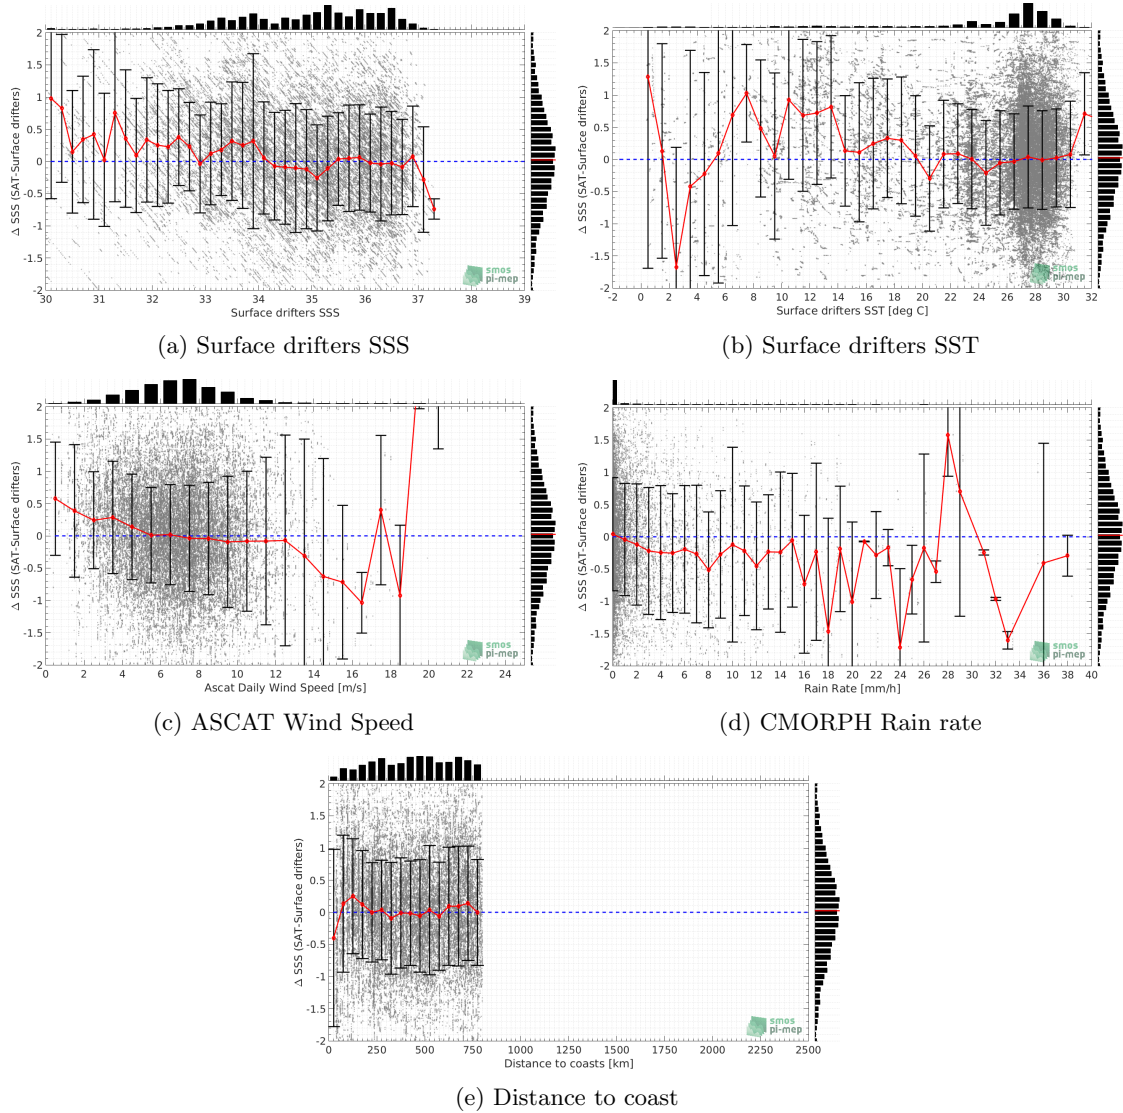 2
1.5
1
0.5
0
-0.5
-1
-1.5
-2
Δ SSS (SAT-Surface drifters)
30 31 32 33 34 35 36 37 38 39
Surface drifters SSS
smos
pi-mep
(a) Surface drifters SSS
2
1.5
1
0.5
0
-0.5
-1
-1.5
-2
Δ SSS (SAT-Surface drifters)
-2 0 2 4 6 8 10 12 14 16 18 20 22 24 26 28 30 32
Surface drifters SST [deg C]
smos
pi-mep
(b) Surface drifters SST
2
1.5
1
0.5
0
-0.5
-1
-1.5
-2
Δ SSS (SAT-Surface drifters)
0 2 4 6 8 10 12 14 16 18 20 22 24
Ascat Daily Wind Speed [m/s]
smos
pi-mep
(c) ASCAT Wind Speed
2
1.5
1
0.5
0
-0.5
-1
-1.5
-2
Δ SSS (SAT-Surface drifters)
0 2 4 6 8 10 12 14 16 18 20 22 24 26 28 30 32 34 36 38 40
Rain Rate [mm/h]
smos
pi-mep
(d) CMORPH Rain rate
2
1.5
1
0.5
0
-0.5
-1
-1.5
-2
Δ SSS (SAT-Surface drifters)
0 250 500 750 1000 1250 1500 1750 2000 2250 2500
Distance to coasts [km]
smos
pi-mep
(e) Distance to coast